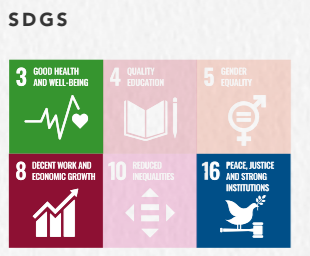 SDGS
3 GOOD HEALTH
AND WELL-BEING
4 QUALITY
EDUCATION
5 GENDER
EQUALITY
8 DECENT WORK AND
ECONOMIC GROWTH
10 REDUCED
INEQUALITIES
16 PEACE, JUSTICE
AND STRONG
INSTITUTIONS